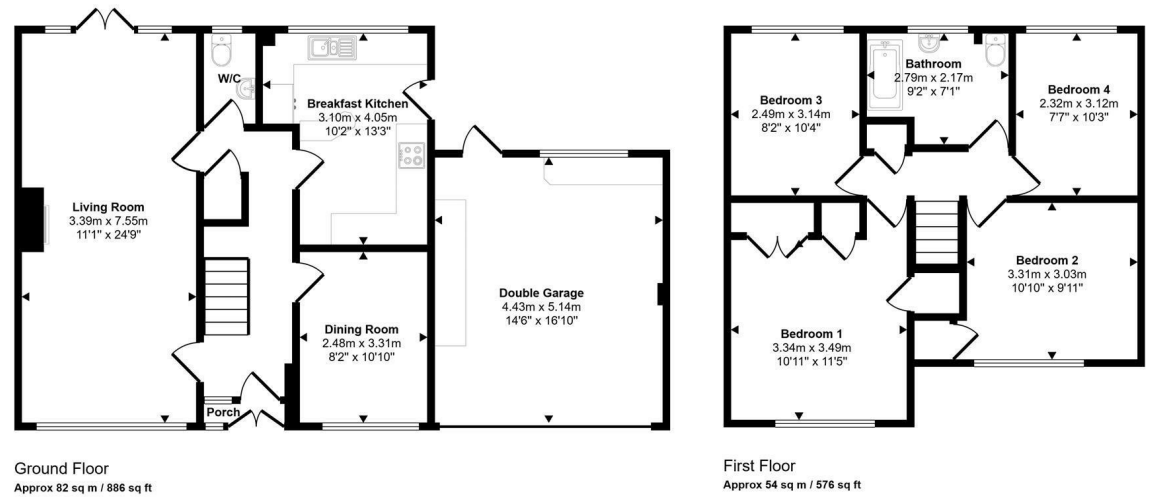 W/C
Breakfast Kitchen
3.10m x 4.05m
10'2" x 13'3"
Living Room
3.39m x 7.55m
11'1" x 24'9"
Double Garage
4.43m x 5.14m
14'6" x 16'10"
Dining Room
2.48m x 3.31m
8'2" x 10'10"
Porch
Ground Floor
Approx 82 sq m / 886 sq ft
Bathroom
2.79m x 2.17m
9'2" x 7'1"
Bedroom 3
2.49m x 3.14m
8'2" x 10'4"
Bedroom 4
2.32m x 3.12m
7'7" x 10'3"
Bedroom 2
3.31m x 3.03m
10'10" x 9'11"
Bedroom 1
3.34m x 3.49m
10'11" x 11'5"
First Floor
Approx 54 sq m / 576 sq ft